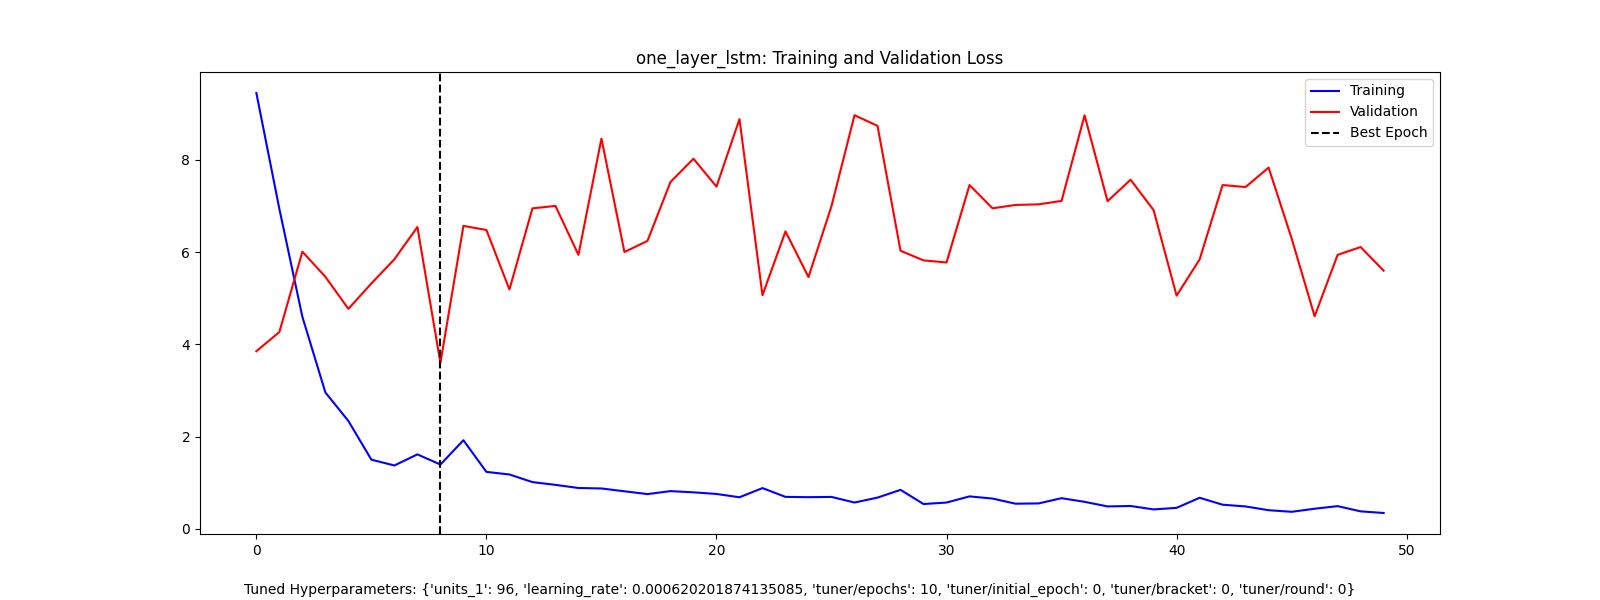 one_layer_lstm: Training and Validation Loss
Training
Validation
Best Epoch
8
6
4
2
0
0 10 20 30 40 50
Tuned Hyperparameters: {'units_1': 96, 'learning_rate': 0.000620201874135085, 'tuner/epochs': 10, 'tuner/initial_epoch': 0, 'tuner/bracket': 0, 'tuner/round': 0}